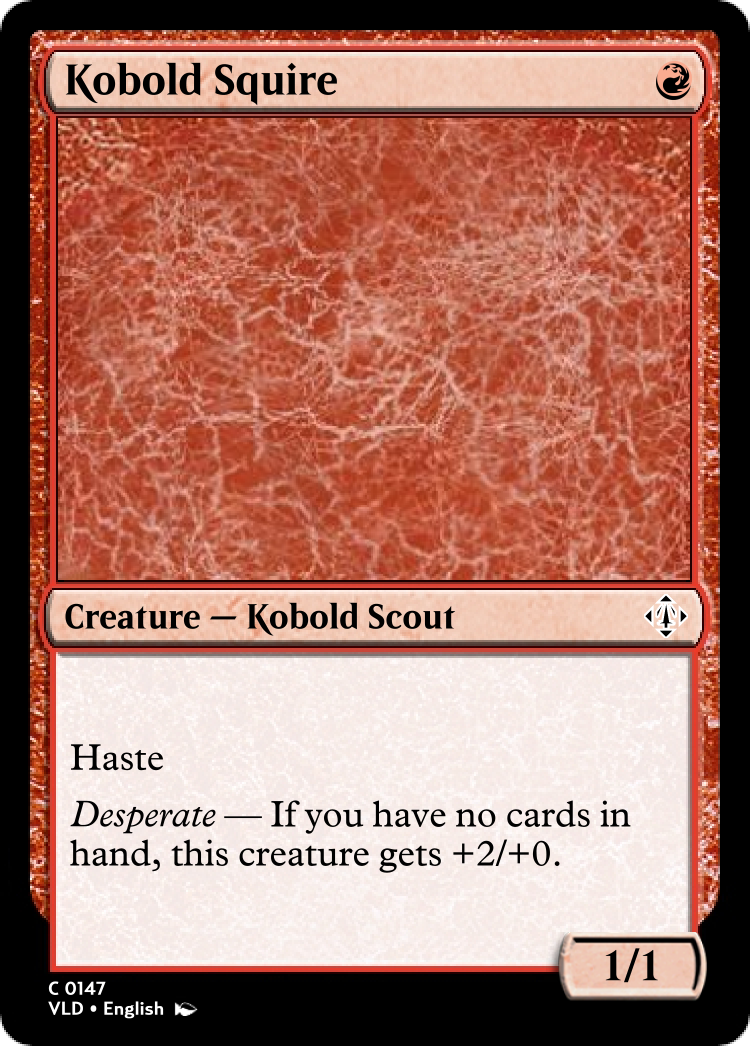 Kobold Squire
Creature — Kobold Scout
Haste
Desperate — If you have no cards in
hand, this creature gets +2/+0.
1/1
C 0147
VLD • English